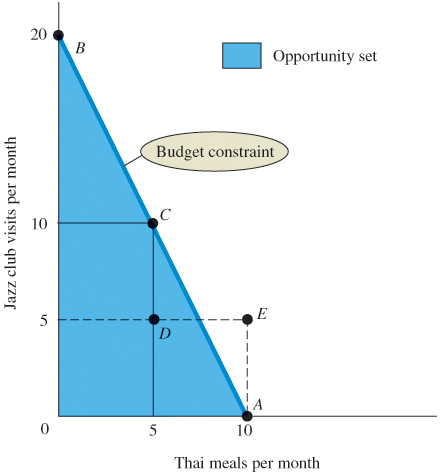 20
B
Opportunity set
Budget constraint
Jazz club visits per month
10
C
5
D
E
A
0
5
10
Thai meals per month